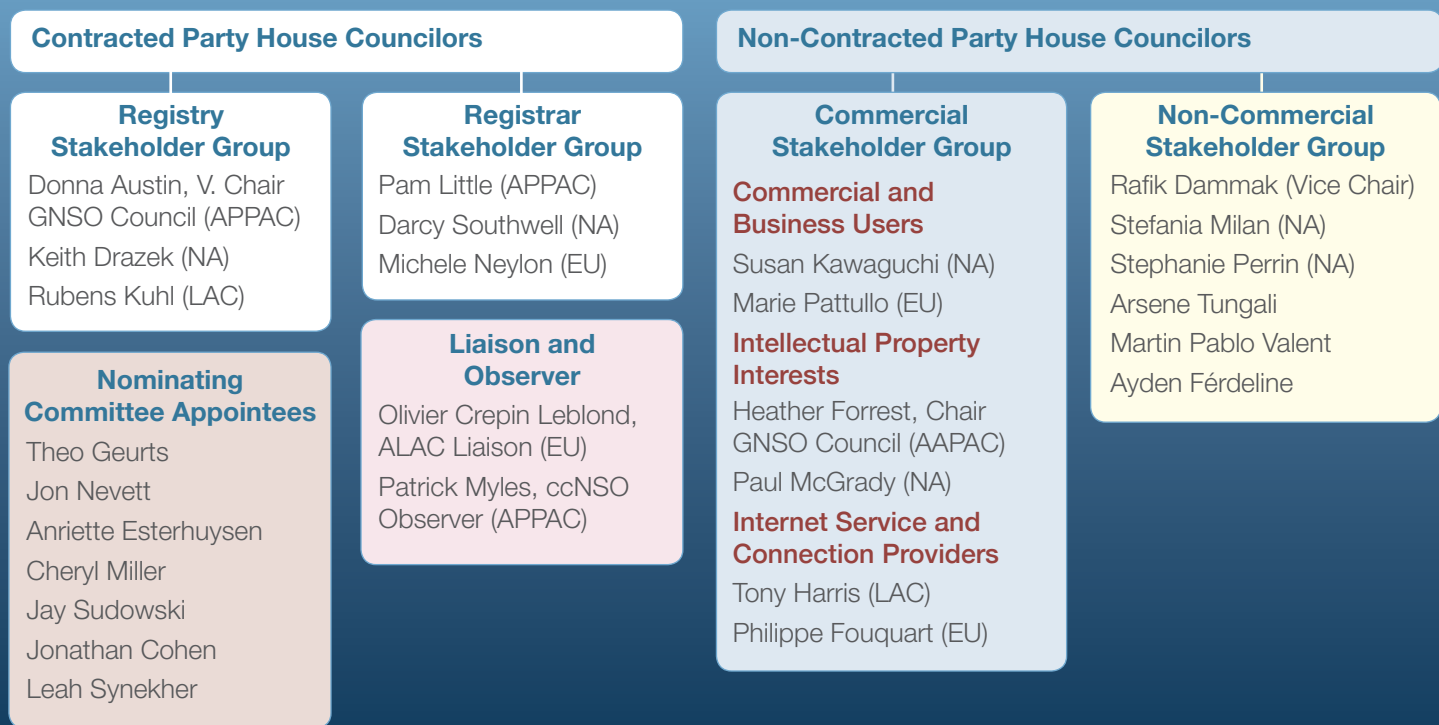 Contracted Party House Councilors
Registry
Stakeholder Group
Donna Austin, V. Chair
GNSO Council (APPAC)
Keith Drazek (NA)
Rubens Kuhl (LAC)
Registrar
Stakeholder Group
Pam Little (APPAC)
Darcy Southwell (NA)
Michele Neylon (EU)
Nominating
Committee Appointees
Theo Geurts
Jon Nevett
Anriette Esterhuysen
Cheryl Miller
Jay Sudowski
Jonathan Cohen
Leah Synekher
Liaison and
Observer
Olivier Crepin Leblond,
ALAC Liaison (EU)
Patrick Myles, ccNSO
Observer (APPAC)
Non-Contracted Party House Councilors
Commercial
Stakeholder Group
Commercial and
Business Users
Susan Kawaguchi (NA)
Marie Pattullo (EU)
Intellectual Property
Interests
Heather Forrest, Chair
GNSO Council (AAPAC)
Paul McGrady (NA)
Internet Service and
Connection Providers
Tony Harris (LAC)
Philippe Fouquart (EU)
Non-Commercial
Stakeholder Group
Rafik Dammak (Vice Chair)
Stefania Milan (NA)
Stephanie Perrin (NA)
Arsene Tungali
Martin Pablo Valent
Ayden Férdeline